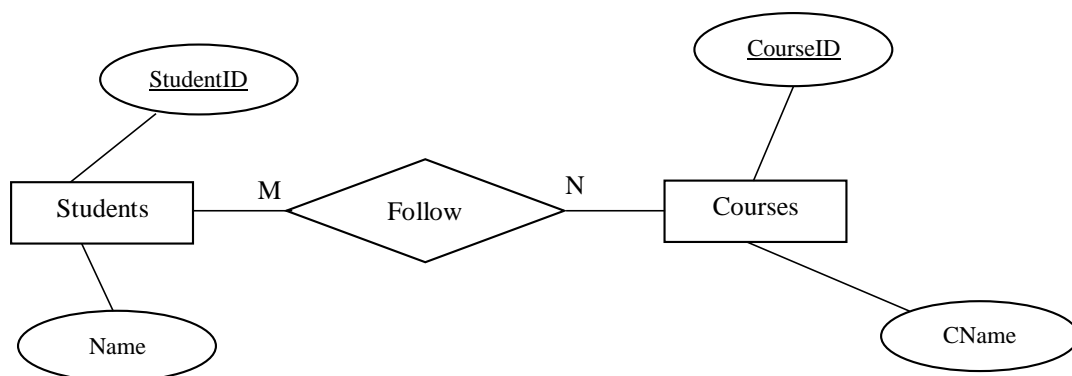 CourseID
StudentID
M
N
Students
Follow
Courses
Name
CName